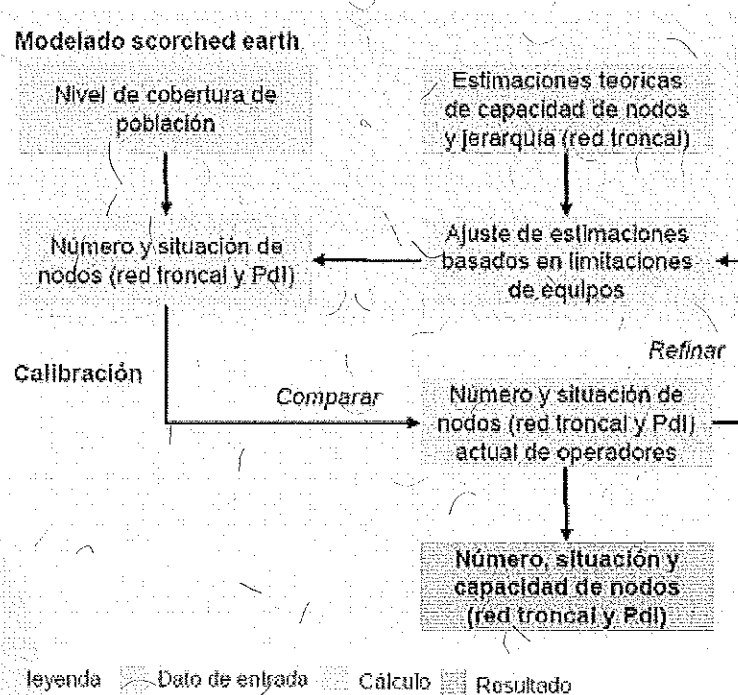 Modelado scorched earth
Nivel de cobertura de
población
Estimaciones teóricas
de capacidad de nodos
y jerarquía (red troncal)
Número y situación de
nodos (red troncal y PdI)
Ajuste de estimaciones
basados en limitaciones
de equipos
Refinar
Calibración
Comparar
Número y situación de
nodos (red troncal y PdI)
actual de operadores
Número, situación y
capacidad de nodos
(red troncal y PdI)
leyenda Dato de entrada Cálculo Resultado